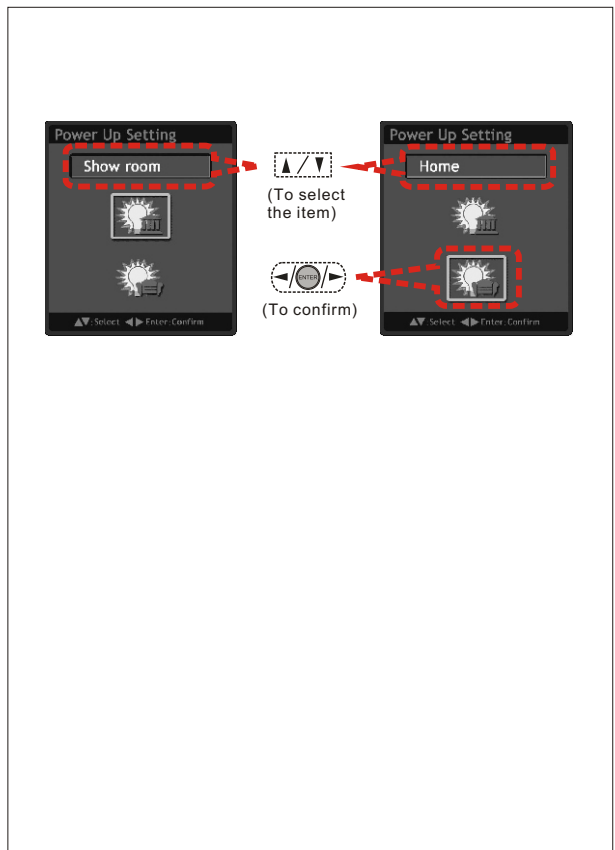 Power Up Setting
Show room
▲▼:Select ◀▶ Enter:Confirm
▲/▼
(To select
the item)
◄/ENTER/►
(To confirm)
Power Up Setting
Home
▲▼:Select ◀▶ Enter:Confirm